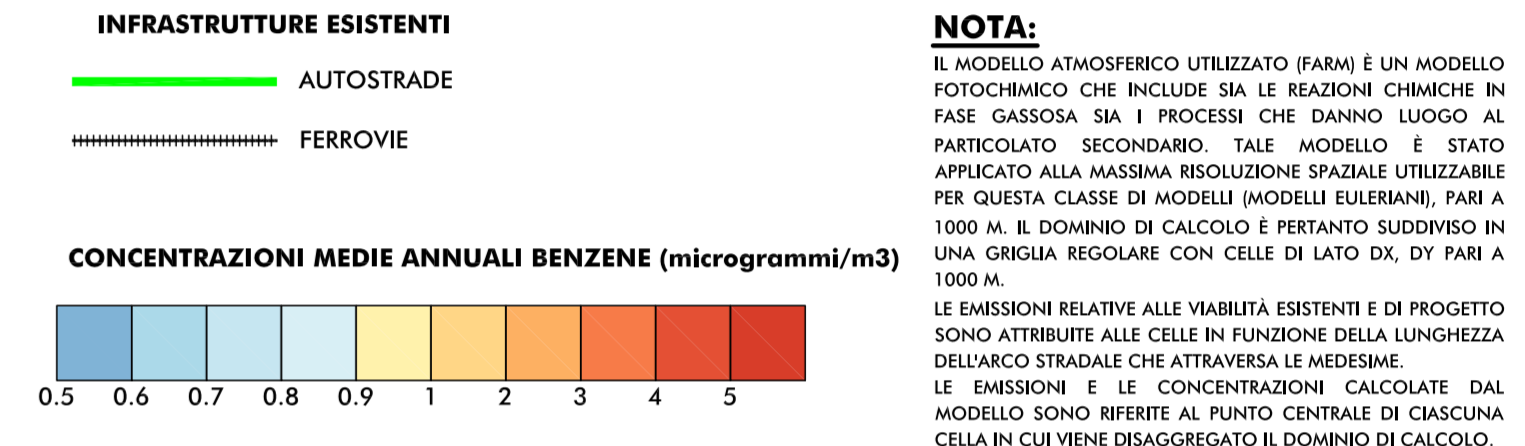 INFRASTRUTTURE ESISTENTI
AUTOSTRADE
FERROVIE
CONCENTRAZIONI MEDIE ANNUALI BENZENE (microgrammi/m3)
0.5 0.6 0.7 0.8 0.9 1 2 3 4 5
NOTA:
IL MODELLO ATMOSFERICO UTILIZZATO (FARM) È UN MODELLO
FOTOCHIMICO CHE INCLUDE SIA LE REAZIONI CHIMICHE IN
FASE GASSOSA SIA I PROCESSI CHE DANNO LUOGO AL
PARTICOLATO SECONDARIO. TALE MODELLO È STATO
APPLICATO ALLA MASSIMA RISOLUZIONE SPAZIALE UTILIZZABILE
PER QUESTA CLASSE DI MODELLI (MODELLI EULERIANI), PARI A
1000 M. IL DOMINIO DI CALCOLO È PERTANTO SUDDIVISO IN
UNA GRIGLIA REGOLARE CON CELLE DI LATO DX, DY PARI A
1000 M.
LE EMISSIONI RELATIVE ALLE VIABILITÀ ESISTENTI E DI PROGETTO
SONO ATTRIBUITE ALLE CELLE IN FUNZIONE DELLA LUNGHEZZA
DELL'ARCO STRADALE CHE ATTRAVERSA LE MEDESIME.
LE EMISSIONI E LE CONCENTRAZIONI CALCOLATE DAL
MODELLO SONO RIFERITE AL PUNTO CENTRALE DI CIASCUNA
CELLA IN CUI VIENE DISAGGREGATO IL DOMINIO DI CALCOLO.